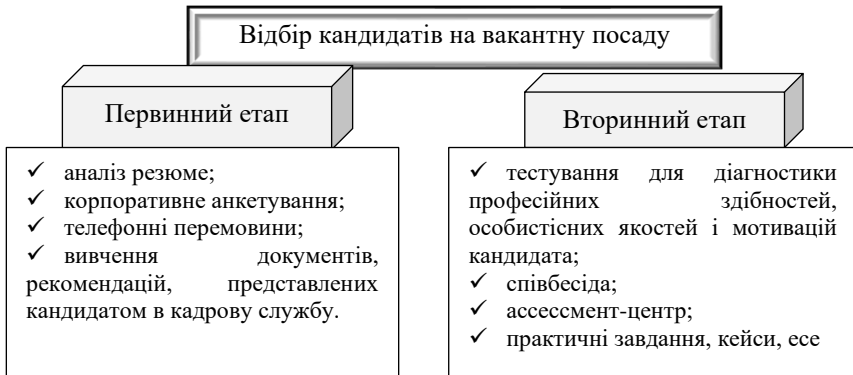 Відбір кандидатів на вакантну посаду
Первинний етап
✓ аналіз резюме;
✓ корпоративне анкетування;
✓ телефонні перемовини;
✓ вивчення документів,
рекомендацій, представлених
кандидатом в кадрову службу.
Вторинний етап
✓ тестування для діагностики
професійних здібностей,
особистісних якостей і мотивацій
кандидата;
✓ співбесіда;
✓ ассессмент-центр;
✓ практичні завдання, кейси, есе